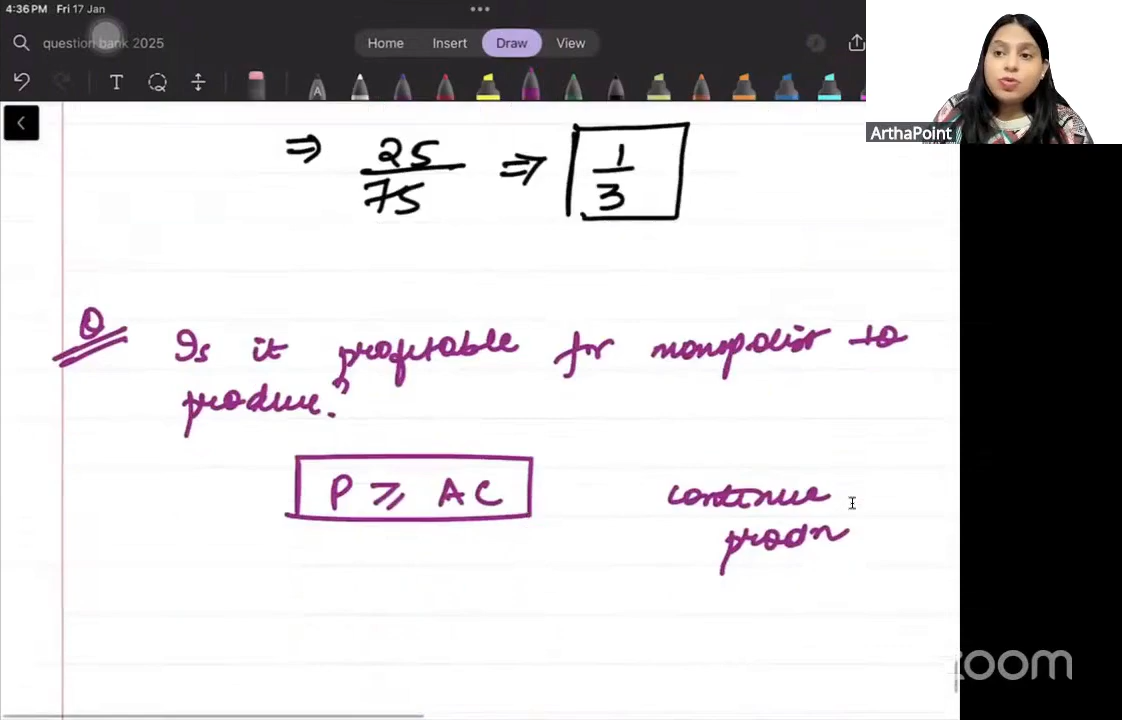 4:36 PM Fri 17 Jan
question bank 2025
Home Insert Draw View
T A
ArthaPoint
⇒ 25/75 ⇒ 1/3
Q Is it profitable for monopolist to
produce?
P ⩾ AC
continue
prodn
zoom